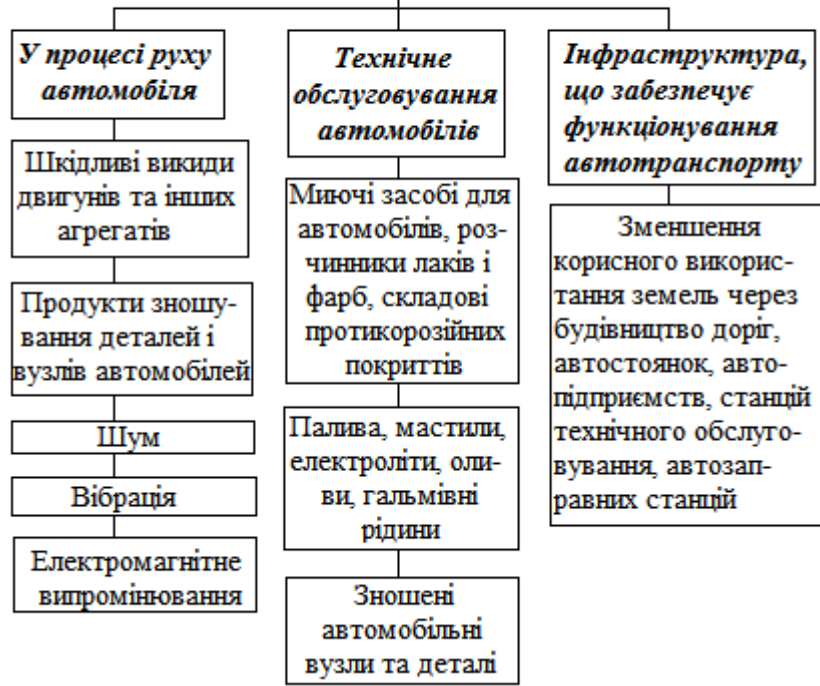 У процесі руху
автомобіля
Шкідливі викиди
двигунів та інших
агрегатів
Продукти зношу-
вання деталей і
вузлів автомобілей
Шум
Вібрація
Електромагнітне
випромінювання
Технічне
обслуговування
автомобілів
Миючі засобі для
автомобілів, роз-
чинники лаків і
фарб, складові
протикорозійних
покриттів
Палива, мастили,
електроліти, оли-
ви, гальмівні
рідини
Зношені
автомобільні
вузли та деталі
Інфраструктура,
що забезпечує
функціонування
автотранспорту
Зменшення
корисного викорис-
тання земель через
будівництво доріг,
автостоянок, авто-
підприємств, станцій
технічного обслуго-
вування, автозап-
равних станцій